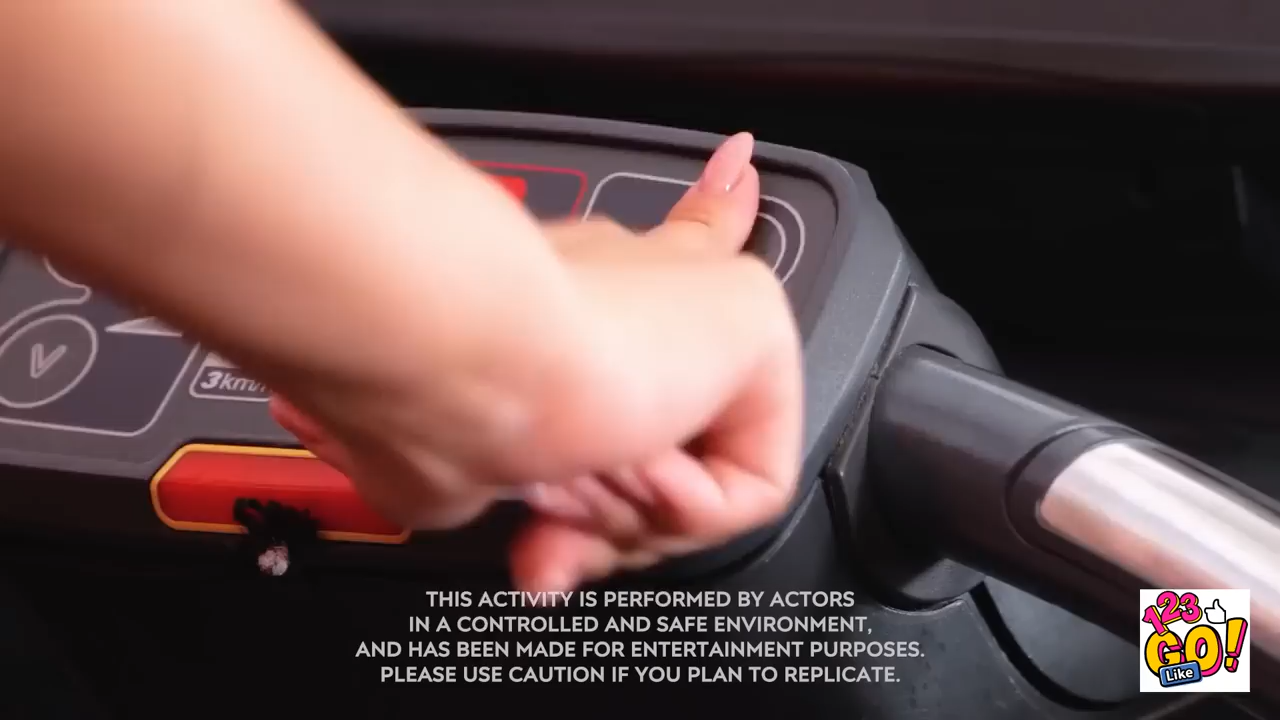 V
3km/
THIS ACTIVITY IS PERFORMED BY ACTORS
IN A CONTROLLED AND SAFE ENVIRONMENT,
AND HAS BEEN MADE FOR ENTERTAINMENT PURPOSES.
PLEASE USE CAUTION IF YOU PLAN TO REPLICATE.
123
GO!
Like